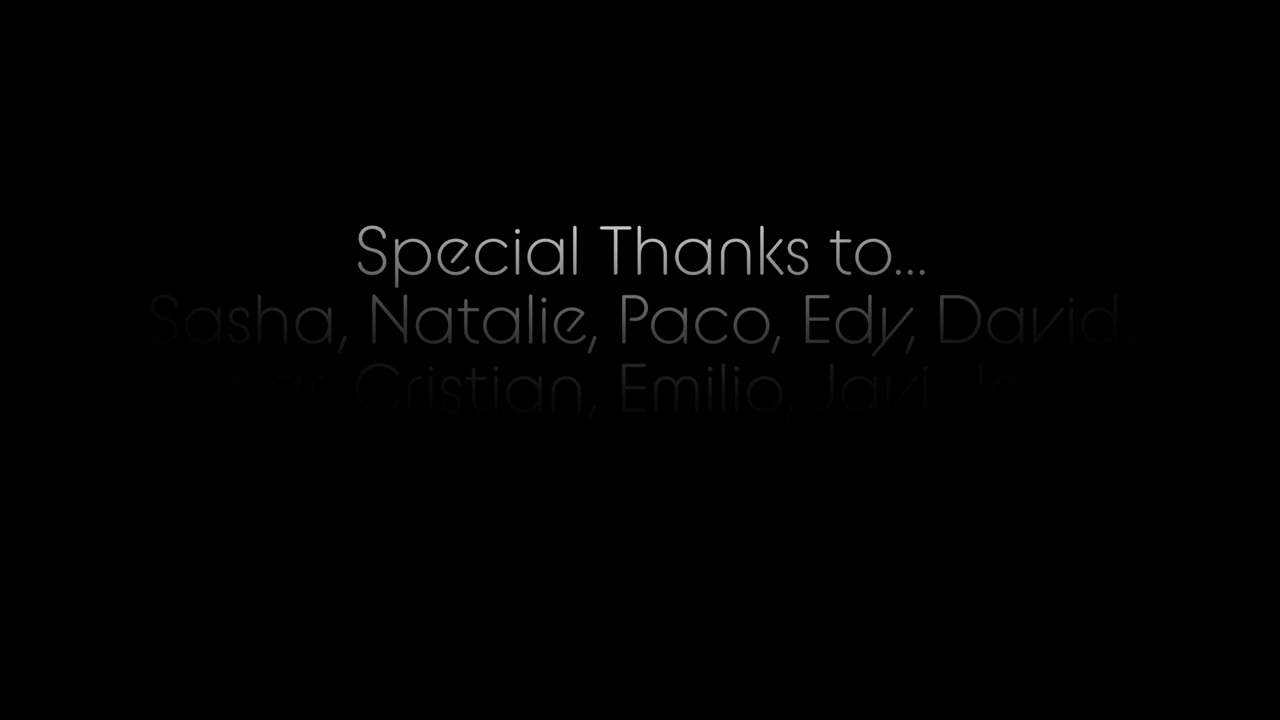 Special Thanks to...
Sasha, Natalie, Paco, Edy, David,
Cristian, Emilio, Javi,